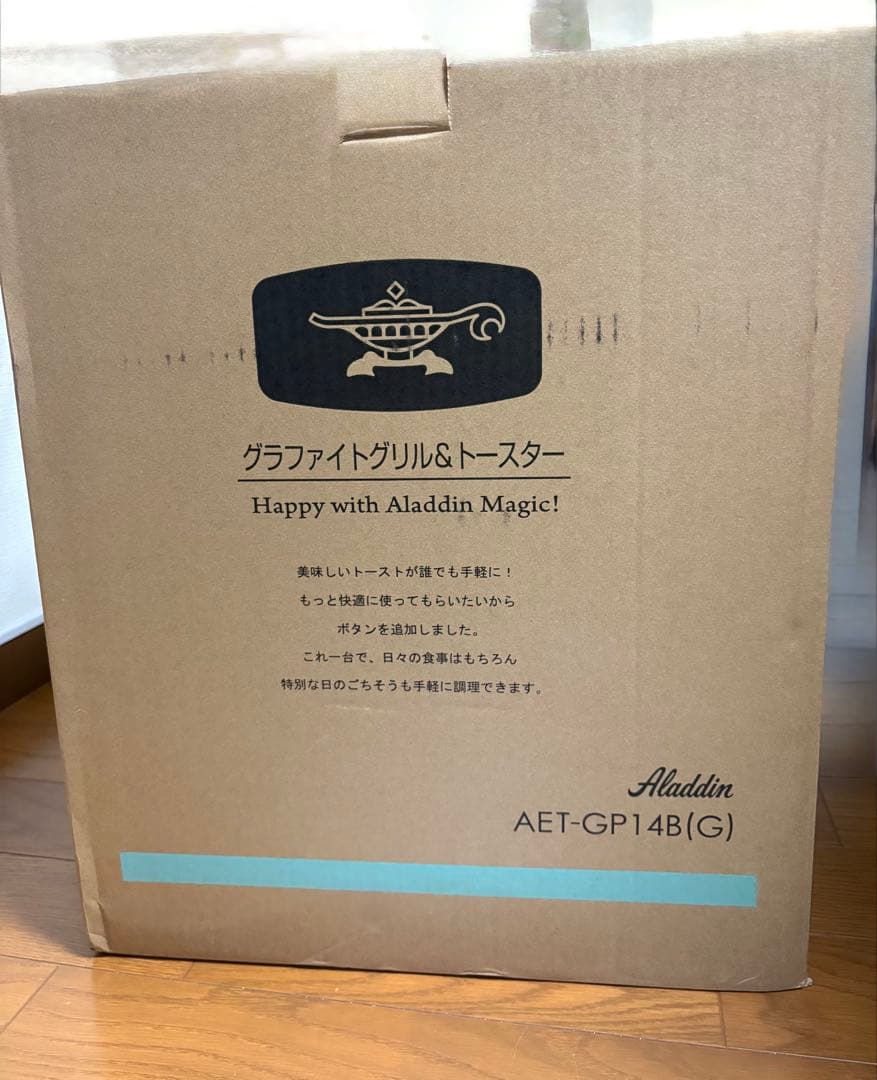 グラファイトグリル&トースター
Happy with Aladdin Magic!
美味しいトーストが誰でも手軽に！
もっと快適に使ってもらいたいから
ボタンを追加しました。
これ一台で、日々の食事はもちろん
特別な日のごちそうも手軽に調理できます。
Aladdin
AET-GP14B(G)